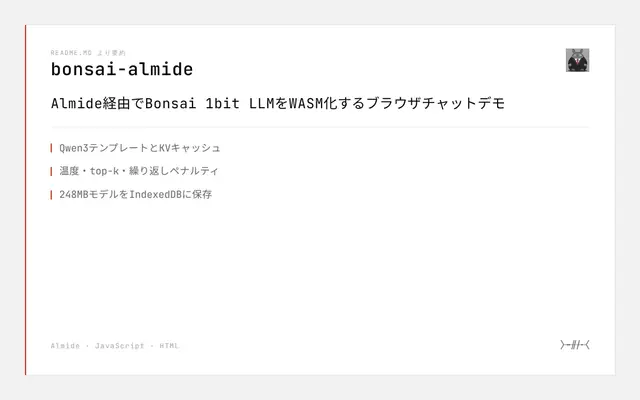 README.MD より要約
bonsai-almide
Almide経由でBonsai 1bit LLMをWASM化するブラウザチャットデモ
Qwen3テンプレートとKVキャッシュ
温度・top-k・繰り返しペナルティ
248MBモデルをIndexedDBに保存
Almide · JavaScript · HTML